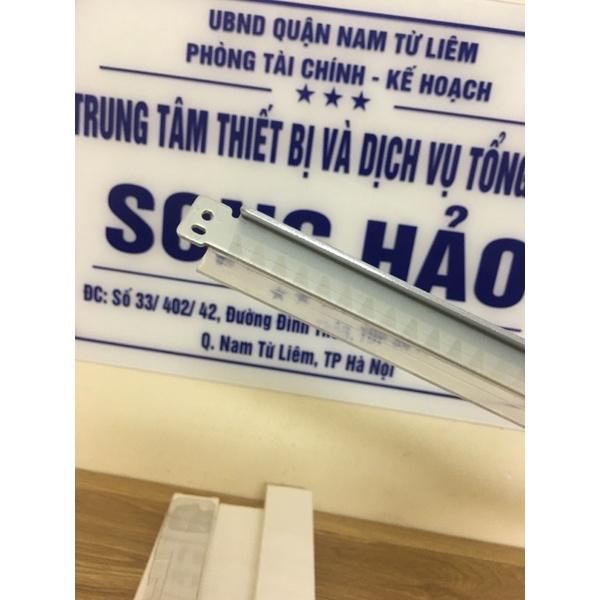 UBND QUẬN NAM TỪ LIÊM
PHÒNG TÀI CHÍNH - KẾ HOẠCH
TRUNG TÂM THIẾT BỊ VÀ DỊCH VỤ TỔNG
HẢO
ĐC: Số 33/ 402/ 42, Đường Đình
Q. Nam Từ Liêm, TP Hà Nội